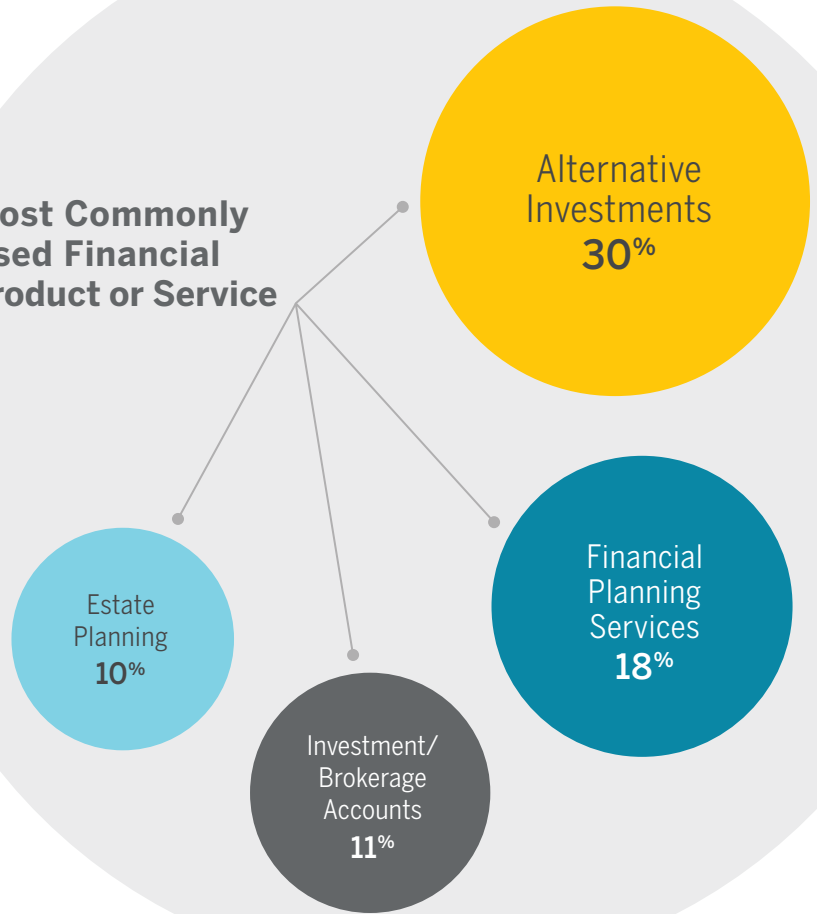 ost Commonly
sed Financial
roduct or Service
Alternative
Investments
30%
Financial
Planning
Services
18%
Estate
Planning
10%
Investment/
Brokerage
Accounts
11%